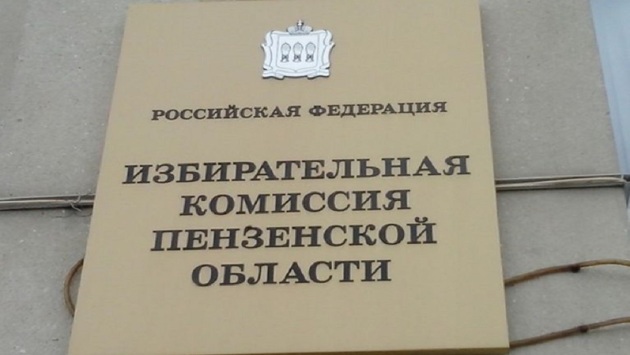 РОССИЙСКАЯ ФЕДЕРАЦИЯ
ИЗБИРАТЕЛЬНАЯ
КОМИССИЯ
ПЕНЗЕНСКОЙ
ОБЛАСТИ